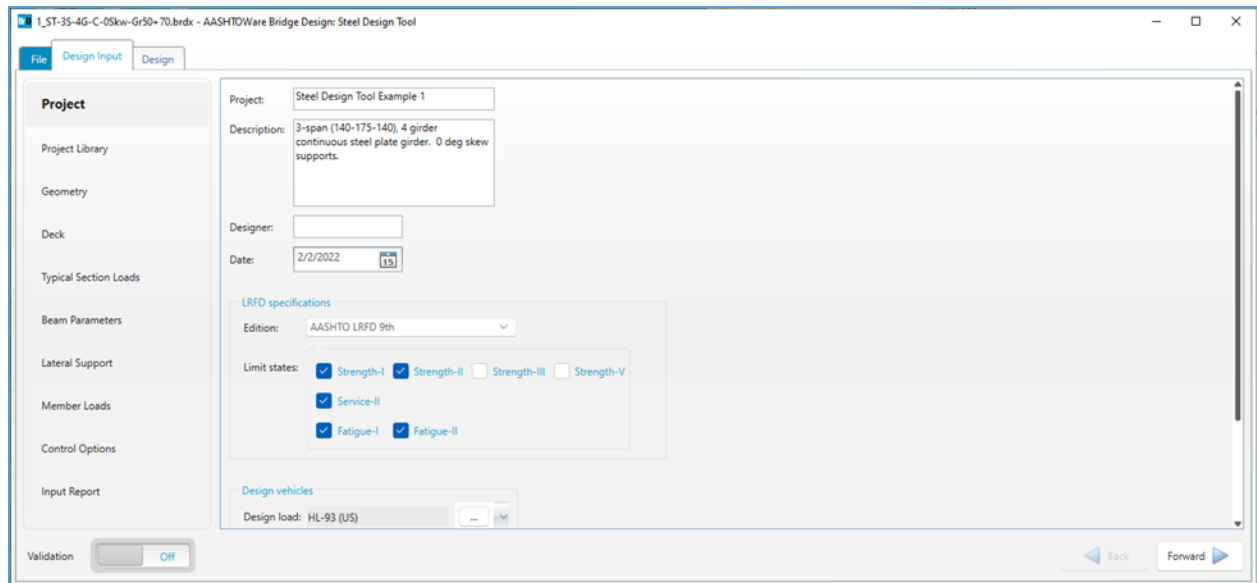 1_ST-3S-4G-C-0Skw-Gr50+70.brdx - AASHTOWare Bridge Design: Steel Design Tool
File Design Input Design
Project
Project Library
Geometry
Deck
Typical Section Loads
Beam Parameters
Lateral Support
Member Loads
Control Options
Input Report
Project: Steel Design Tool Example 1
Description: 3-span (140-175-140), 4 girder
continuous steel plate girder. 0 deg skew
supports.
Designer:
Date: 2/2/2022 15
LRFD specifications
Edition: AASHTO LRFD 9th
Limit states: Strength-I Strength-II Strength-III Strength-V
Service-II
Fatigue-I Fatigue-II
Design vehicles
Design load: HL-93 (US) ...
Validation Off
Back Forward